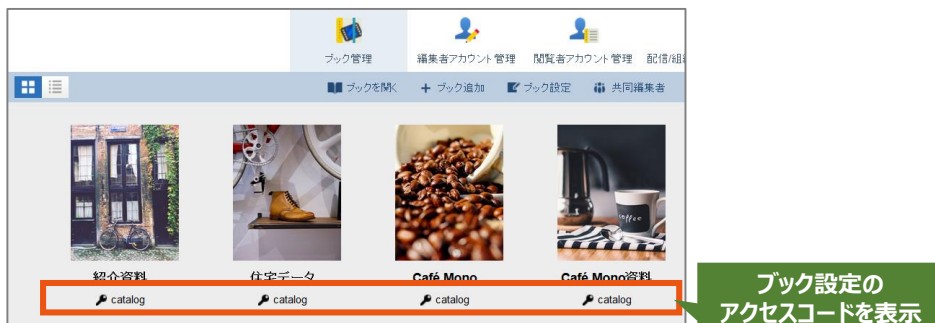 ブック管理 編集者アカウント管理 閲覧者アカウント管理 配信/組
ブックを開く + ブック追加 ブック設定 共同編集者
coffee
紹介資料 住宅データ Café Mono Café Mono資料
catalog catalog catalog catalog
ブック設定の
アクセスコードを表示